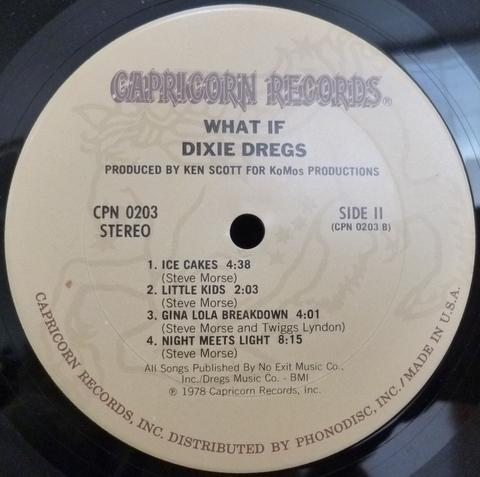 CAPRICORN RECORDS®
WHAT IF
DIXIE DREGS
PRODUCED BY KEN SCOTT FOR KoMos PRODUCTIONS
CPN 0203
STEREO
SIDE II
(CPN 0203 B)
1. ICE CAKES 4:38
(Steve Morse)
2. LITTLE KIDS 2:03
(Steve Morse)
3. GINA LOLA BREAKDOWN 4:01
(Steve Morse and Twiggs Lyndon)
4. NIGHT MEETS LIGHT 8:15
(Steve Morse)
All Songs Published By No Exit Music Co.,
Inc./Dregs Music Co. - BMI
℗ 1978 Capricorn Records, Inc.
CAPRICORN RECORDS, INC. DISTRIBUTED BY PHONODISC, INC./MADE IN U.S.A.